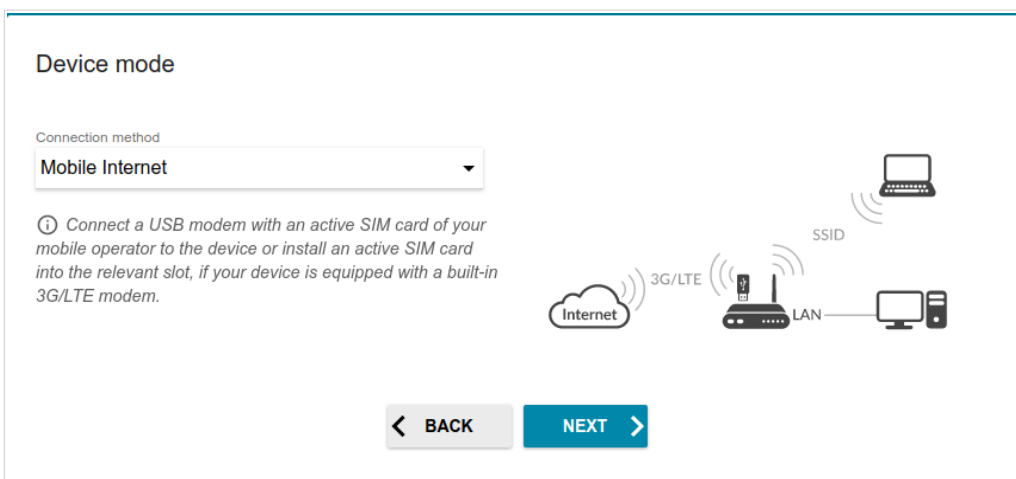 Device mode
Connection method
Mobile Internet
Connect a USB modem with an active SIM card of your
mobile operator to the device or install an active SIM card
into the relevant slot, if your device is equipped with a built-in
3G/LTE modem.
SSID
3G/LTE
Internet
LAN
BACK
NEXT